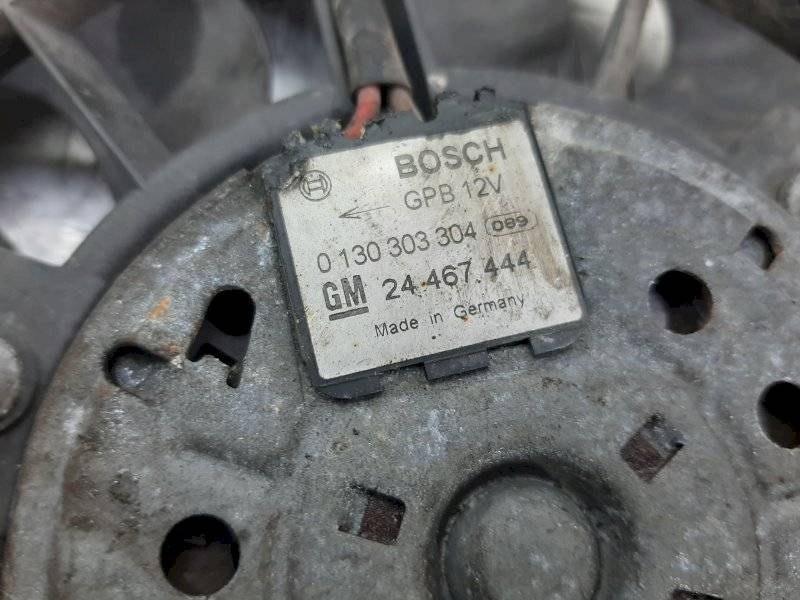 BOSCH
GPB 12V
0 130 303 304 089
GM 24.467.444
Made in Germany